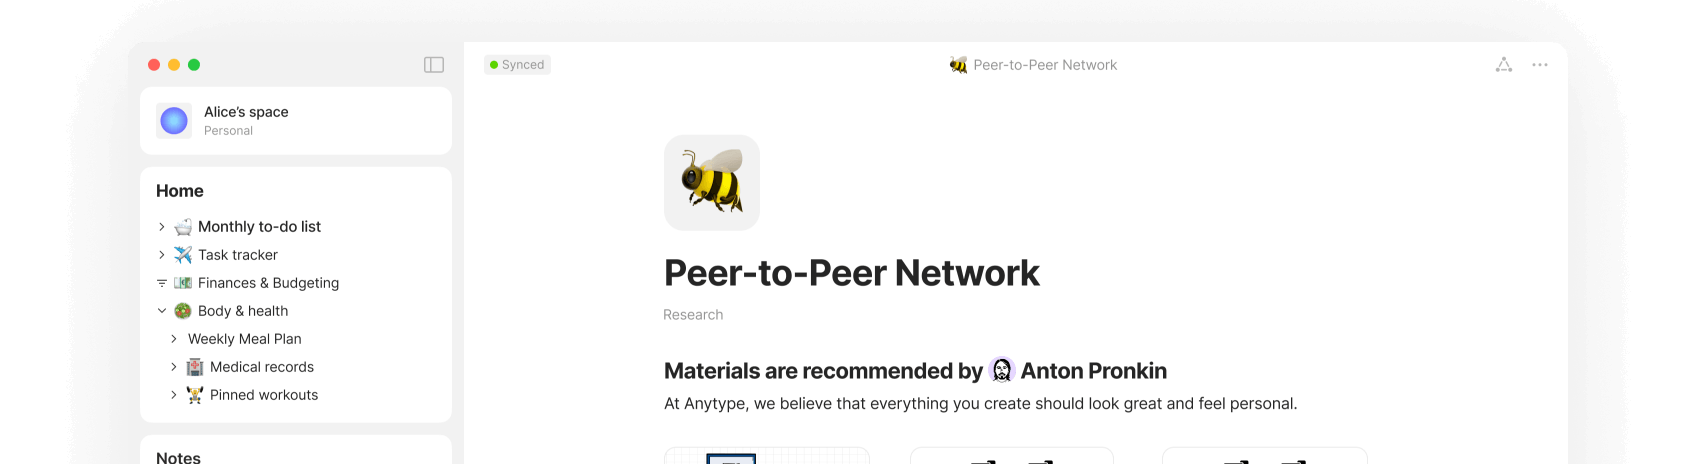 Synced
Peer-to-Peer Network
Alice's space
Personal
Home
Monthly to-do list
Task tracker
Finances & Budgeting
Body & health
Weekly Meal Plan
Medical records
Pinned workouts
Notes
Peer-to-Peer Network
Research
Materials are recommended by Anton Pronkin
At Anytype, we believe that everything you create should look great and feel personal.